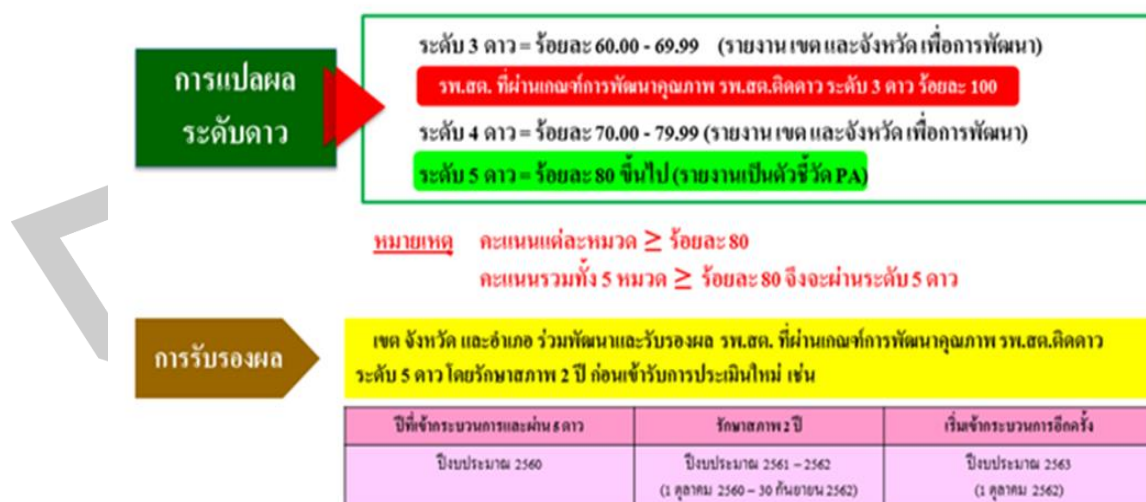 การแปลผล
ระดับดาว
ระดับ 3 ดาว = ร้อยละ 60.00 - 69.99 (รายงาน เขต และจังหวัด เพื่อการพัฒนา)
รพ.สต. ที่ผ่านเกณฑ์การพัฒนาคุณภาพ รพ.สต.ติดดาว ระดับ 3 ดาว ร้อยละ 100
ระดับ 4 ดาว = ร้อยละ 70.00 - 79.99 (รายงาน เขต และจังหวัด เพื่อการพัฒนา)
ระดับ 5 ดาว = ร้อยละ 80 ขึ้นไป (รายงานเป็นตัวชี้วัด PA)
หมายเหตุ คะแนนแต่ละหมวด ≥ ร้อยละ 80
คะแนนรวมทั้ง 5 หมวด ≥ ร้อยละ 80 จึงจะผ่านระดับ 5 ดาว
การรับรองผล
เขต จังหวัด และอำเภอ ร่วมพัฒนาและรับรองผล รพ.สต. ที่ผ่านเกณฑ์การพัฒนาคุณภาพ รพ.สต.ติดดาว
ระดับ 5 ดาว โดยรักษาสภาพ 2 ปี ก่อนเข้ารับการประเมินใหม่ เช่น
ปีที่เข้ากระบวนการและผ่าน 5 ดาว รักษาสภาพ 2 ปี เริ่มเข้ากระบวนการอีกครั้ง
ปีงบประมาณ 2560 ปีงบประมาณ 2561 – 2562 ปีงบประมาณ 2563
(1 ตุลาคม 2560 – 30 กันยายน 2562) (1 ตุลาคม 2562)